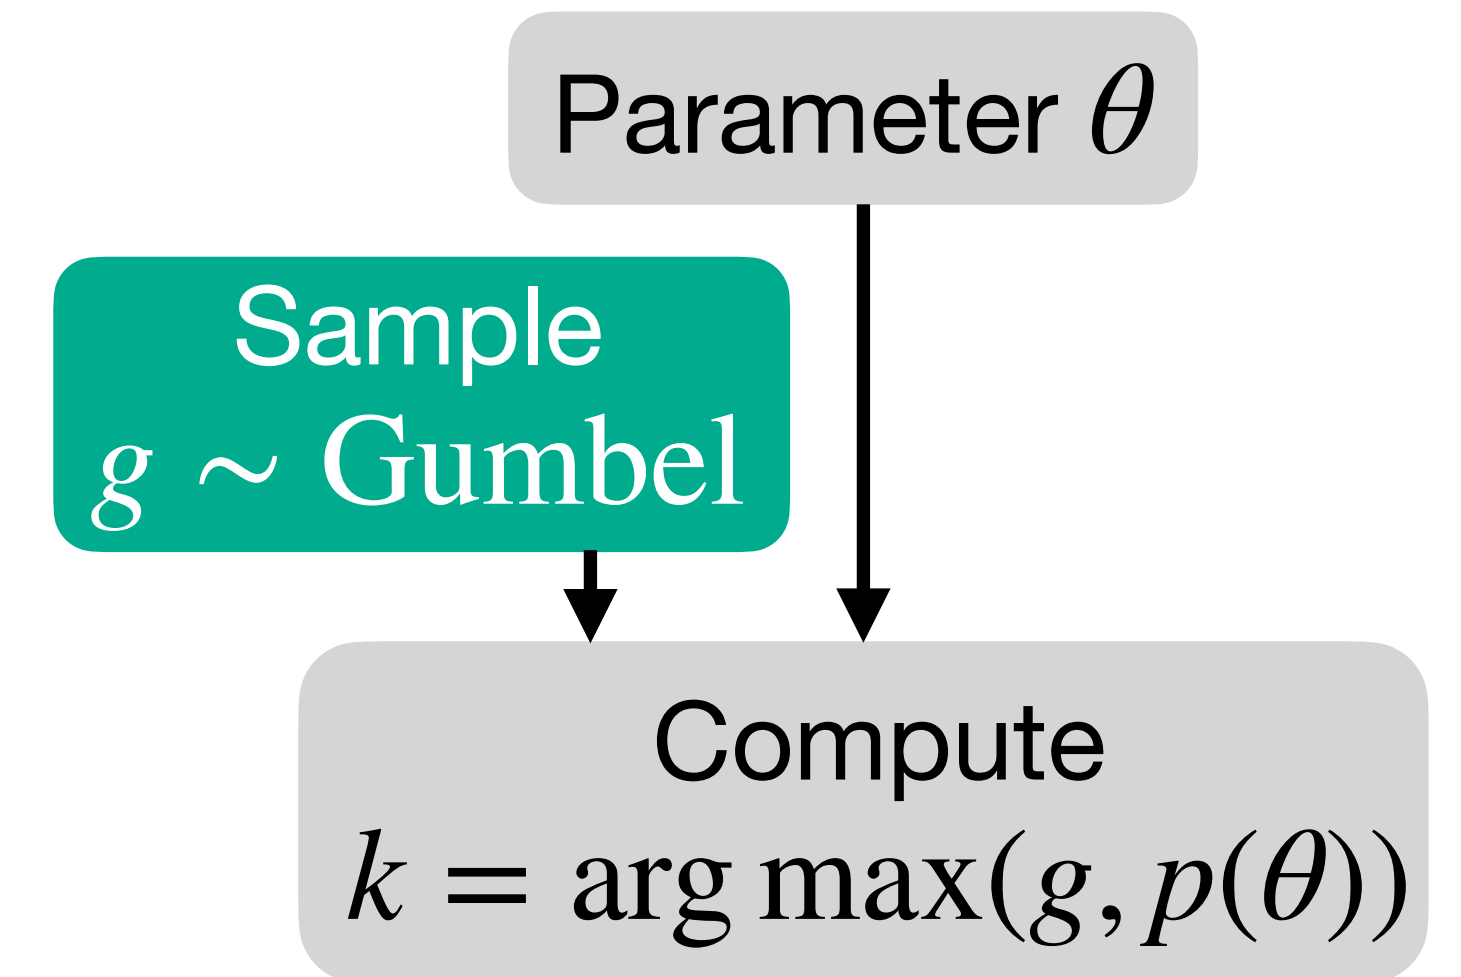 Parameter θ
Sample
g ~ Gumbel
Compute
k = arg max(g, p(θ))